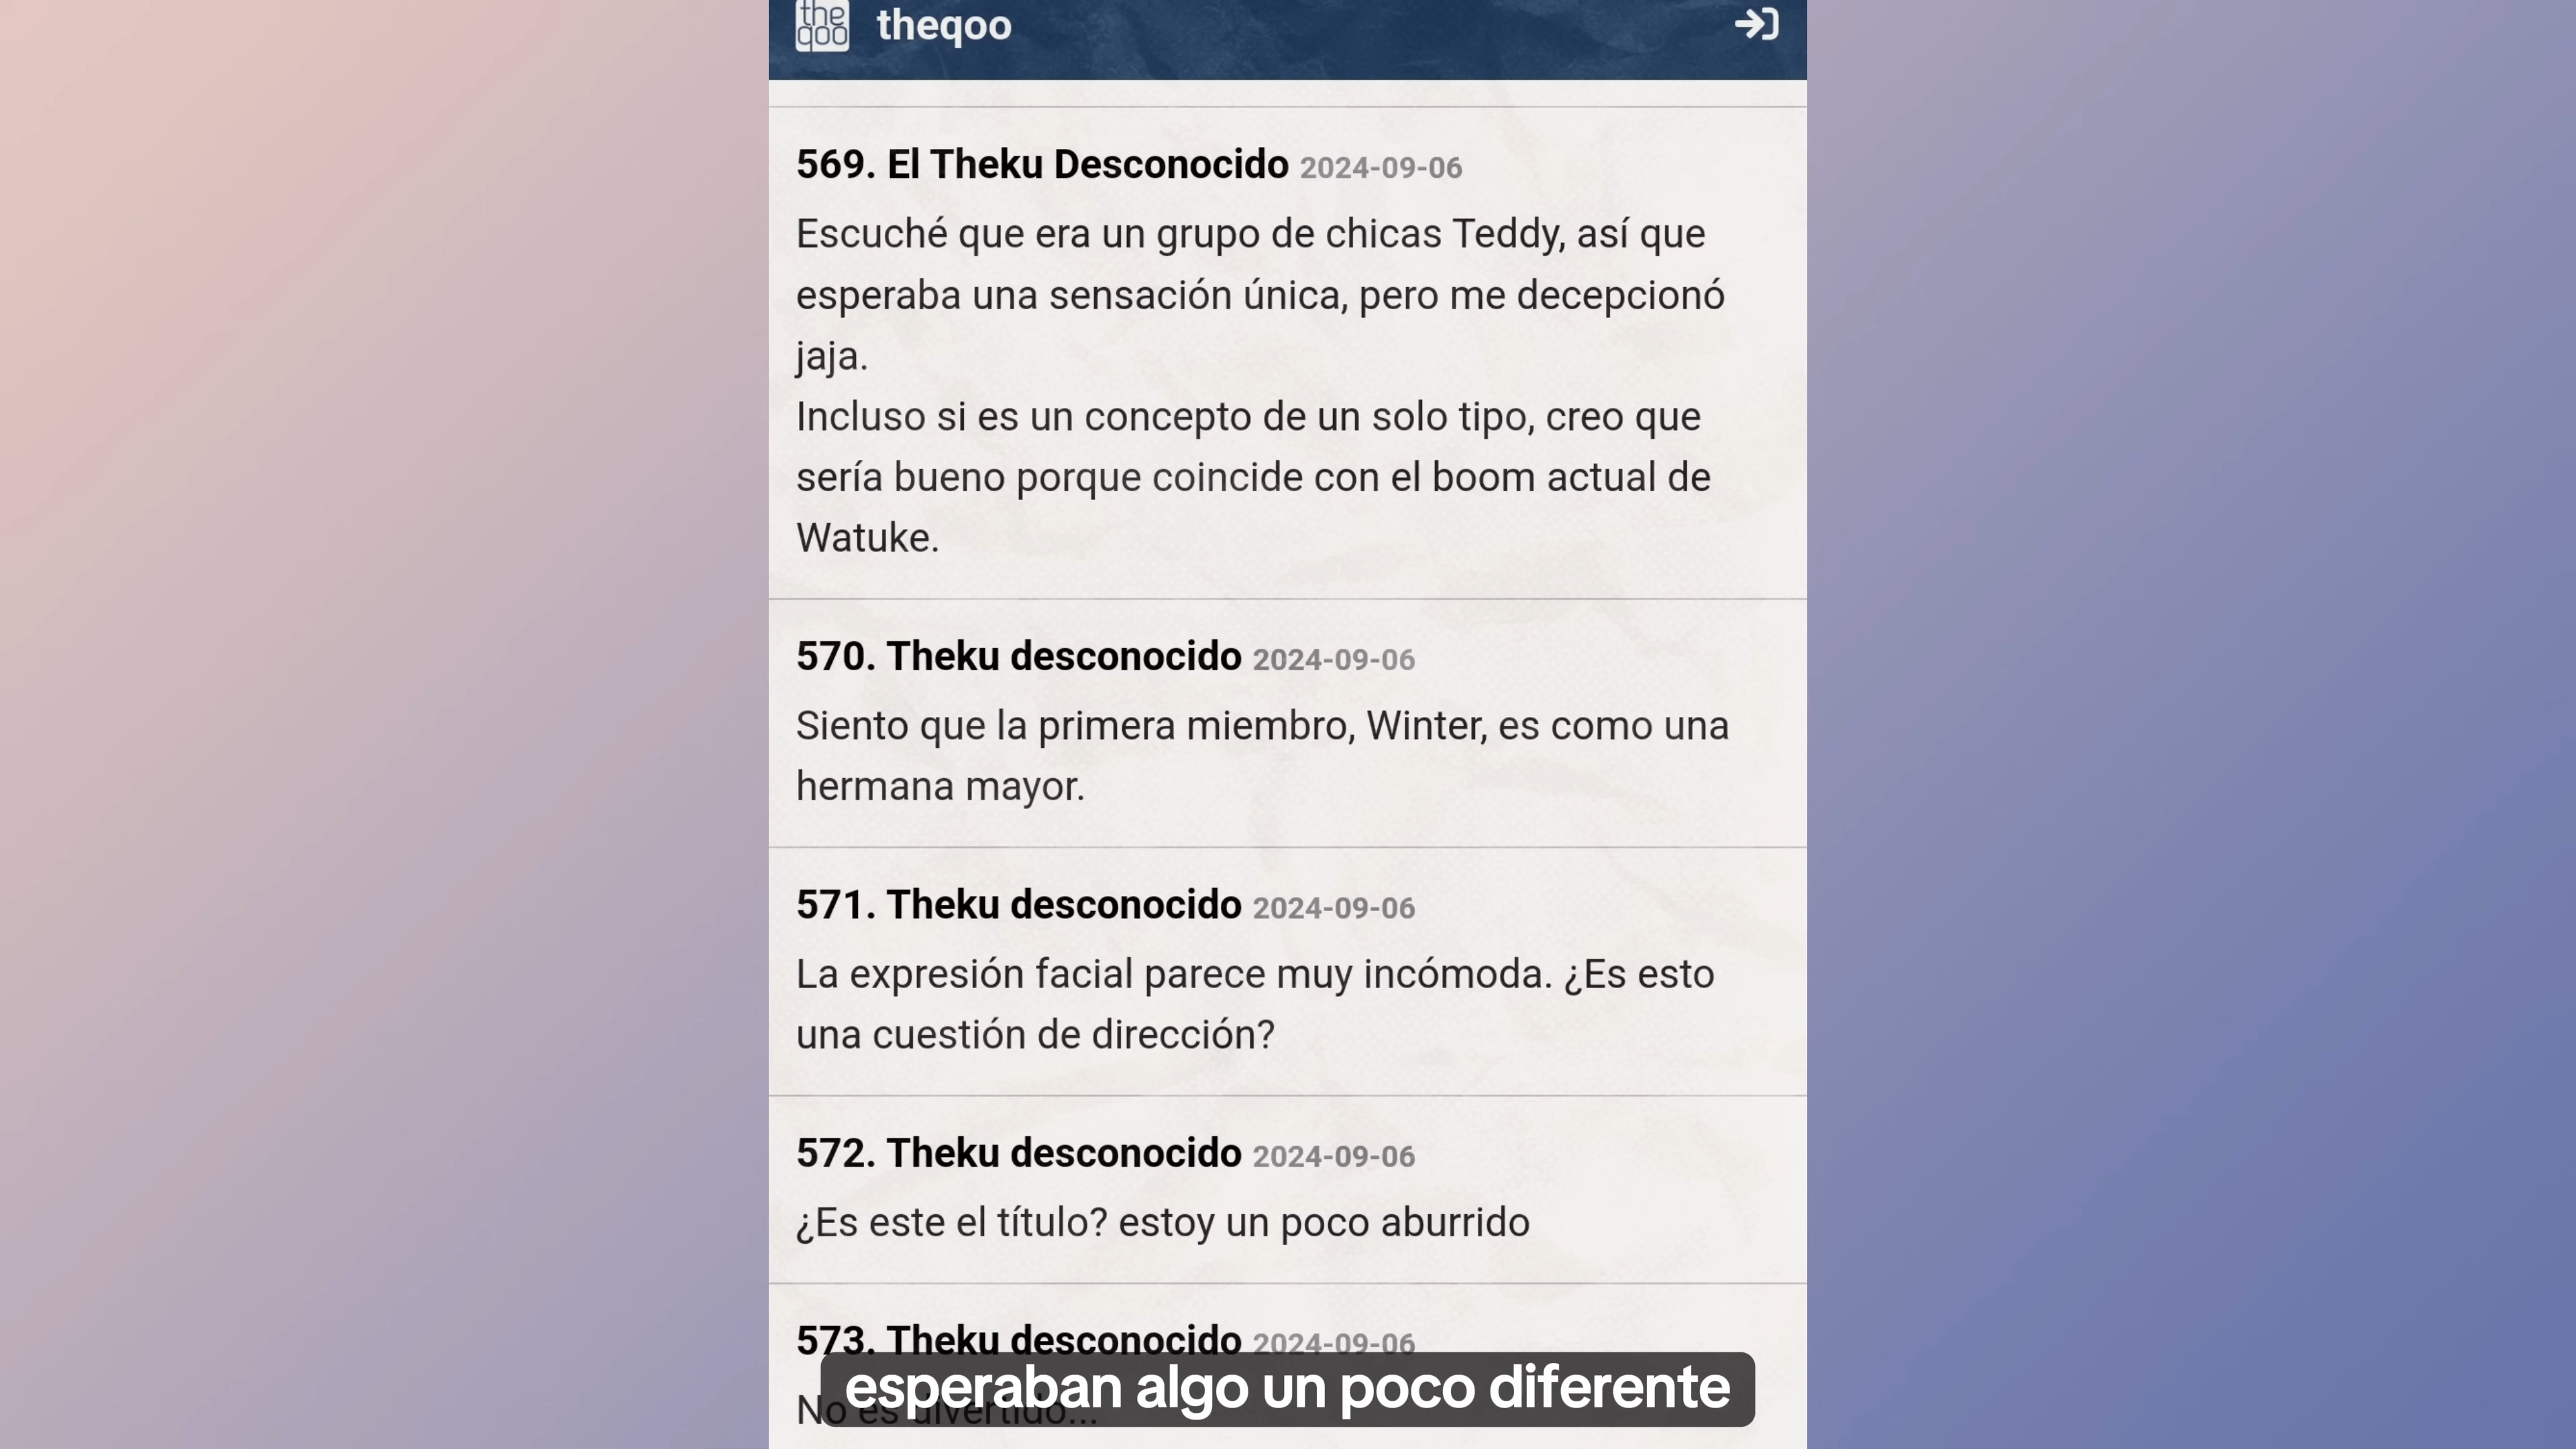 the
qoo
theqoo
569. El Theku Desconocido 2024-09-06
Escuché que era un grupo de chicas Teddy, así que
esperaba una sensación única, pero me decepcionó
jaja.
Incluso si es un concepto de un solo tipo, creo que
sería bueno porque coincide con el boom actual de
Watuke.
570. Theku desconocido 2024-09-06
Siento que la primera miembro, Winter, es como una
hermana mayor.
571. Theku desconocido 2024-09-06
La expresión facial parece muy incómoda. ¿Es esto
una cuestión de dirección?
572. Theku desconocido 2024-09-06
¿Es este el título? estoy un poco aburrido
573. Theku desconocido 2024-09-06
No es divertido...
esperaban algo un poco diferente